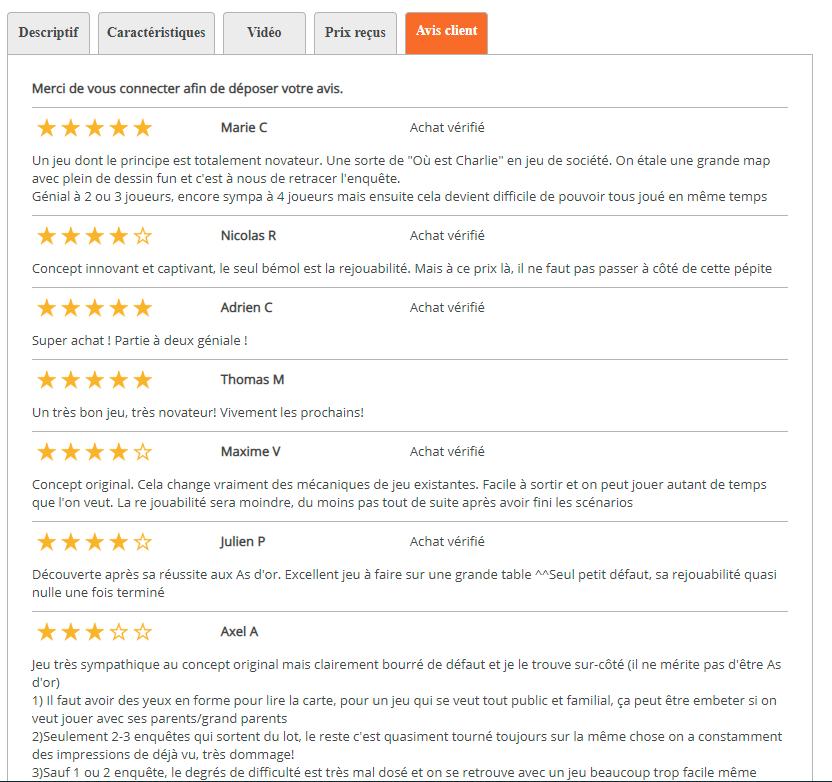 Descriptif Caractéristiques Vidéo Prix reçus Avis client
Merci de vous connecter afin de déposer votre avis.
Marie C Achat vérifié
Un jeu dont le principe est totalement novateur. Une sorte de "Où est Charlie" en jeu de société. On étale une grande map
avec plein de dessin fun et c'est à nous de retracer l'enquête.
Génial à 2 ou 3 joueurs, encore sympa à 4 joueurs mais ensuite cela devient difficile de pouvoir tous joué en même temps
Nicolas R Achat vérifié
Concept innovant et captivant, le seul bémol est la rejouabilité. Mais à ce prix là, il ne faut pas passer à côté de cette pépite
Adrien C Achat vérifié
Super achat ! Partie à deux géniale !
Thomas M
Un très bon jeu, très novateur! Vivement les prochains!
Maxime V Achat vérifié
Concept original. Cela change vraiment des mécaniques de jeu existantes. Facile à sortir et on peut jouer autant de temps
que l'on veut. La re jouabilité sera moindre, du moins pas tout de suite après avoir fini les scénarios
Julien P Achat vérifié
Découverte après sa réussite aux As d'or. Excellent jeu à faire sur une grande table ^^Seul petit défaut, sa rejouabilité quasi
nulle une fois terminé
Axel A
Jeu très sympathique au concept original mais clairement bourré de défaut et je le trouve sur-côté (il ne mérite pas d'être As
d'or)
1) Il faut avoir des yeux en forme pour lire la carte, pour un jeu qui se veut tout public et familial, ça peut être embeter si on
veut jouer avec ses parents/grand parents
2)Seulement 2-3 enquêtes qui sortent du lot, le reste c'est quasiment tourné toujours sur la même chose on a constamment
des impressions de déjà vu, très dommage!
3)Sauf 1 ou 2 enquête, le degrés de difficulté est très mal dosé et on se retrouve avec un jeu beaucoup trop facile même